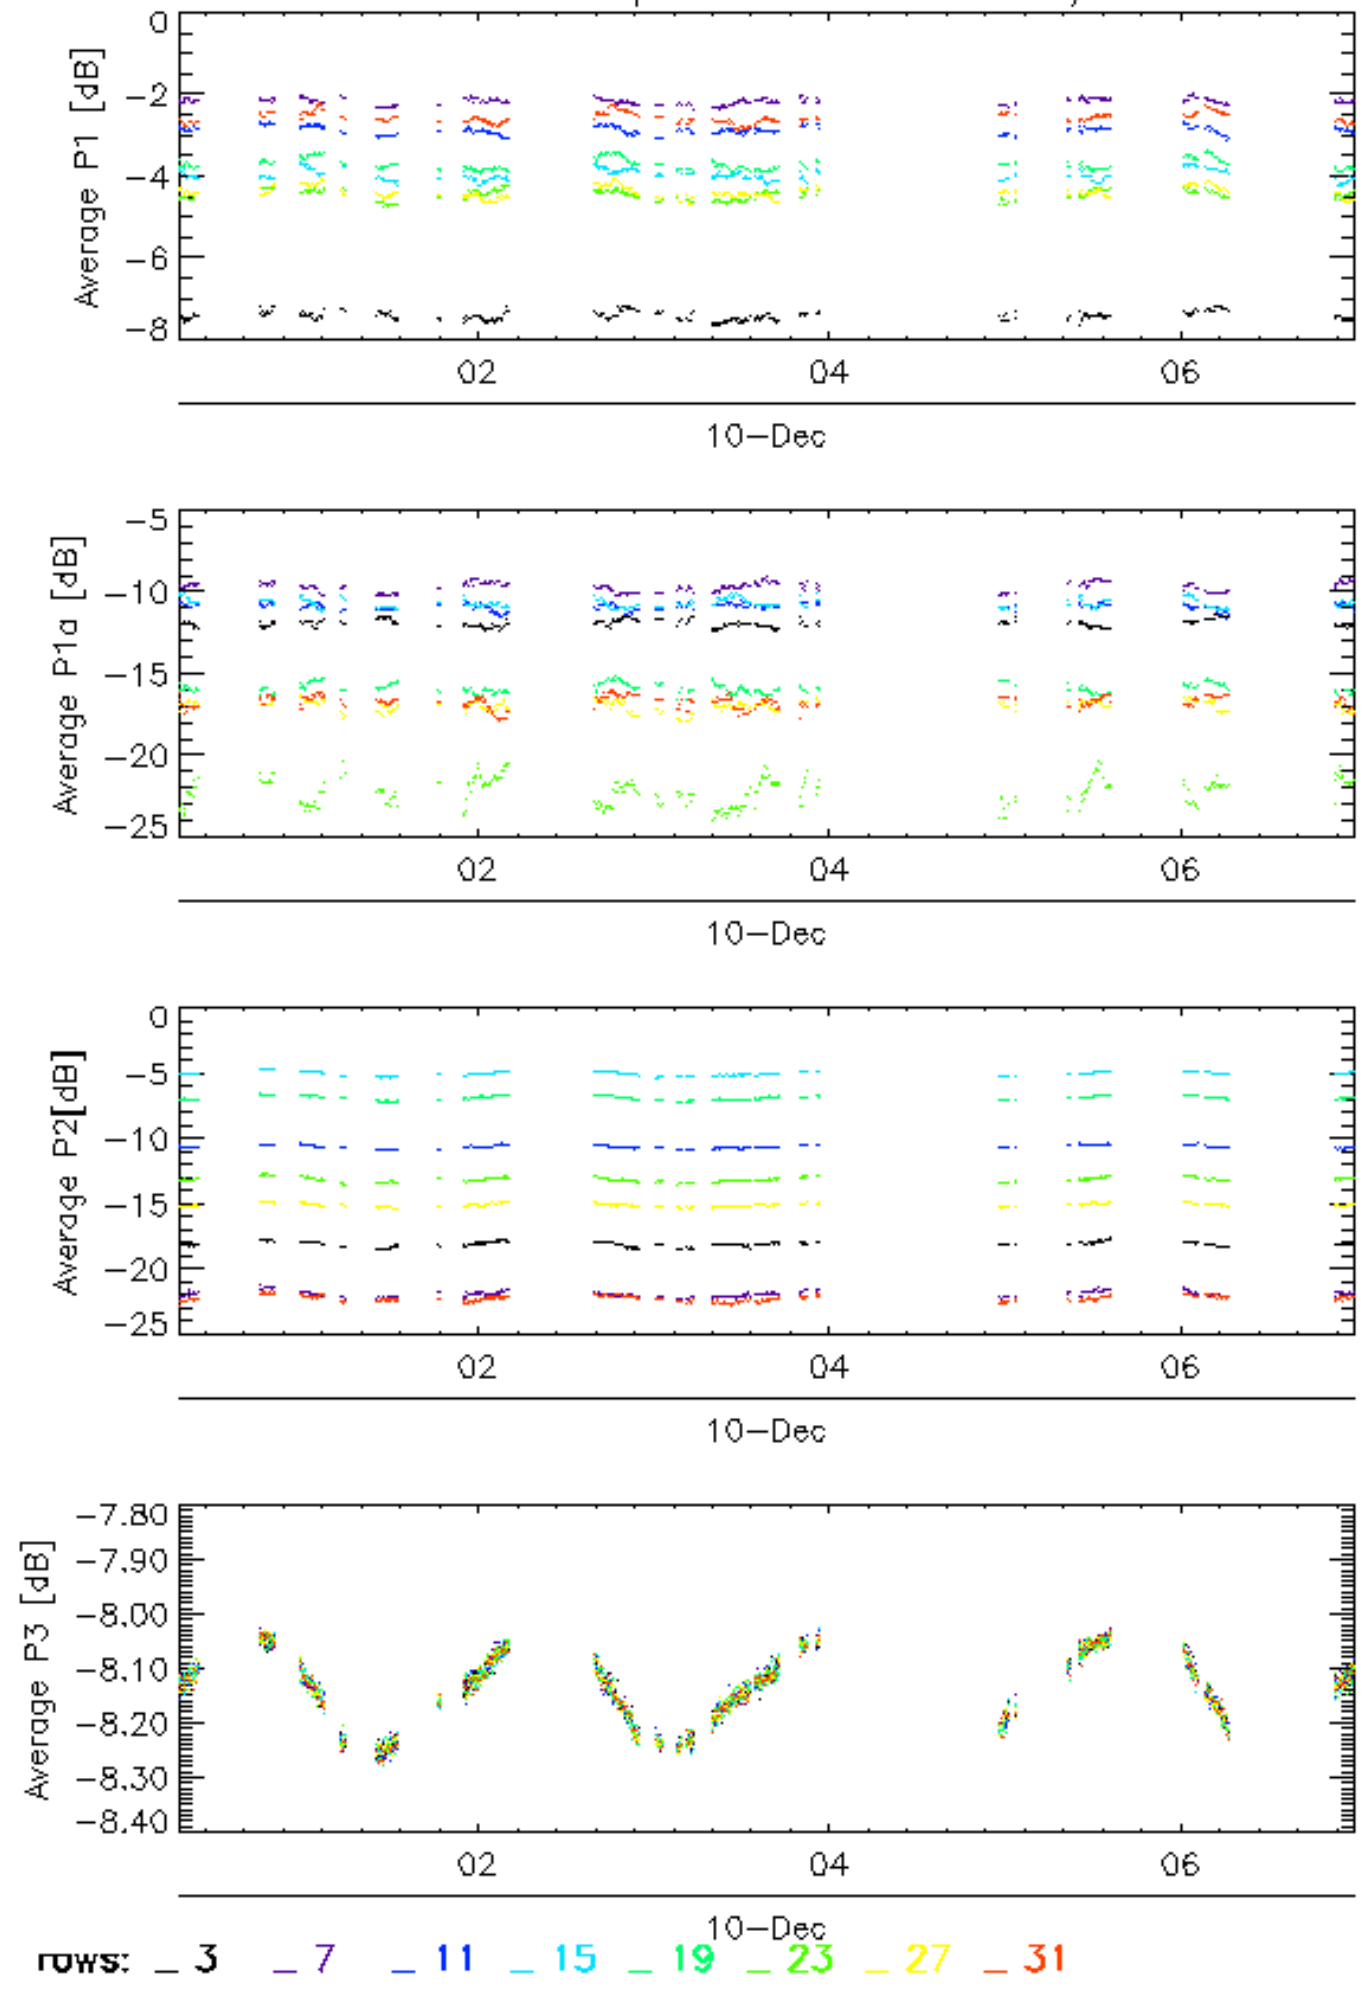 0
−2
−4
−6
−8
Average P1 [dB]
02 04 06
10−Dec
−5
−10
−15
−20
−25
Average P1a [dB]
02 04 06
10−Dec
0
−5
−10
−15
−20
−25
Average P2[dB]
02 04 06
10−Dec
−7.80
−7.90
−8.00
−8.10
−8.20
−8.30
−8.40
Average P3 [dB]
02 04 06
10−Dec
rows: _ 3 _ 7 _ 11 _ 15 _ 19 _ 23 _ 27 _ 31